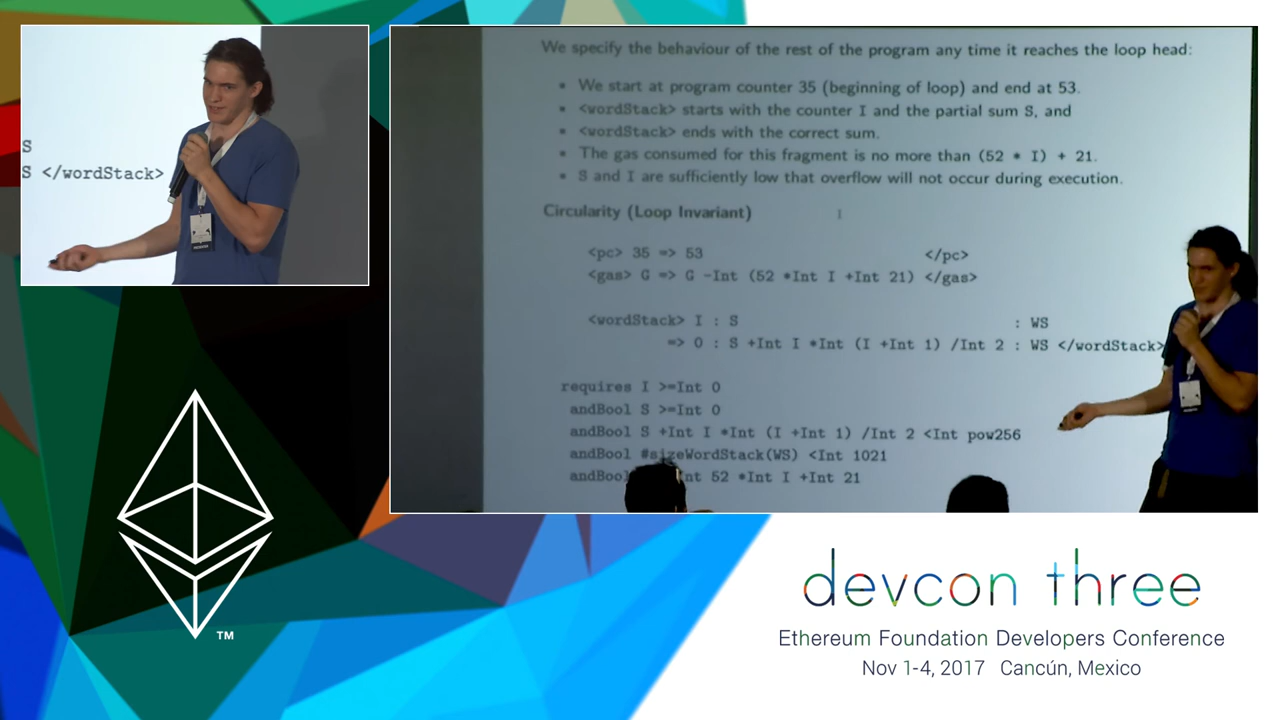 S
S </wordStack>
We specify the behaviour of the rest of the program any time it reaches the loop head:
We start at program counter 35 (beginning of loop) and end at 53.
<wordStack> starts with the counter I and the partial sum S, and
<wordStack> ends with the correct sum.
The gas consumed for this fragment is no more than (52 * I) + 21.
S and I are sufficiently low that overflow will not occur during execution.
Circularity (Loop Invariant)
<pc> 35 => 53 </pc>
<gas> G => G -Int (52 *Int I +Int 21) </gas>
<wordStack> I : S : WS
=> 0 : S +Int I *Int (I +Int 1) /Int 2 : WS </wordStack>
requires I >=Int 0
andBool S >=Int 0
andBool S +Int I *Int (I +Int 1) /Int 2 <Int pow256
andBool #sizeWordStack(WS) <Int 1021
52 *Int I +Int 21
TM
devcon three
Ethereum Foundation Developers Conference
Nov 1-4, 2017 Cancún, Mexico